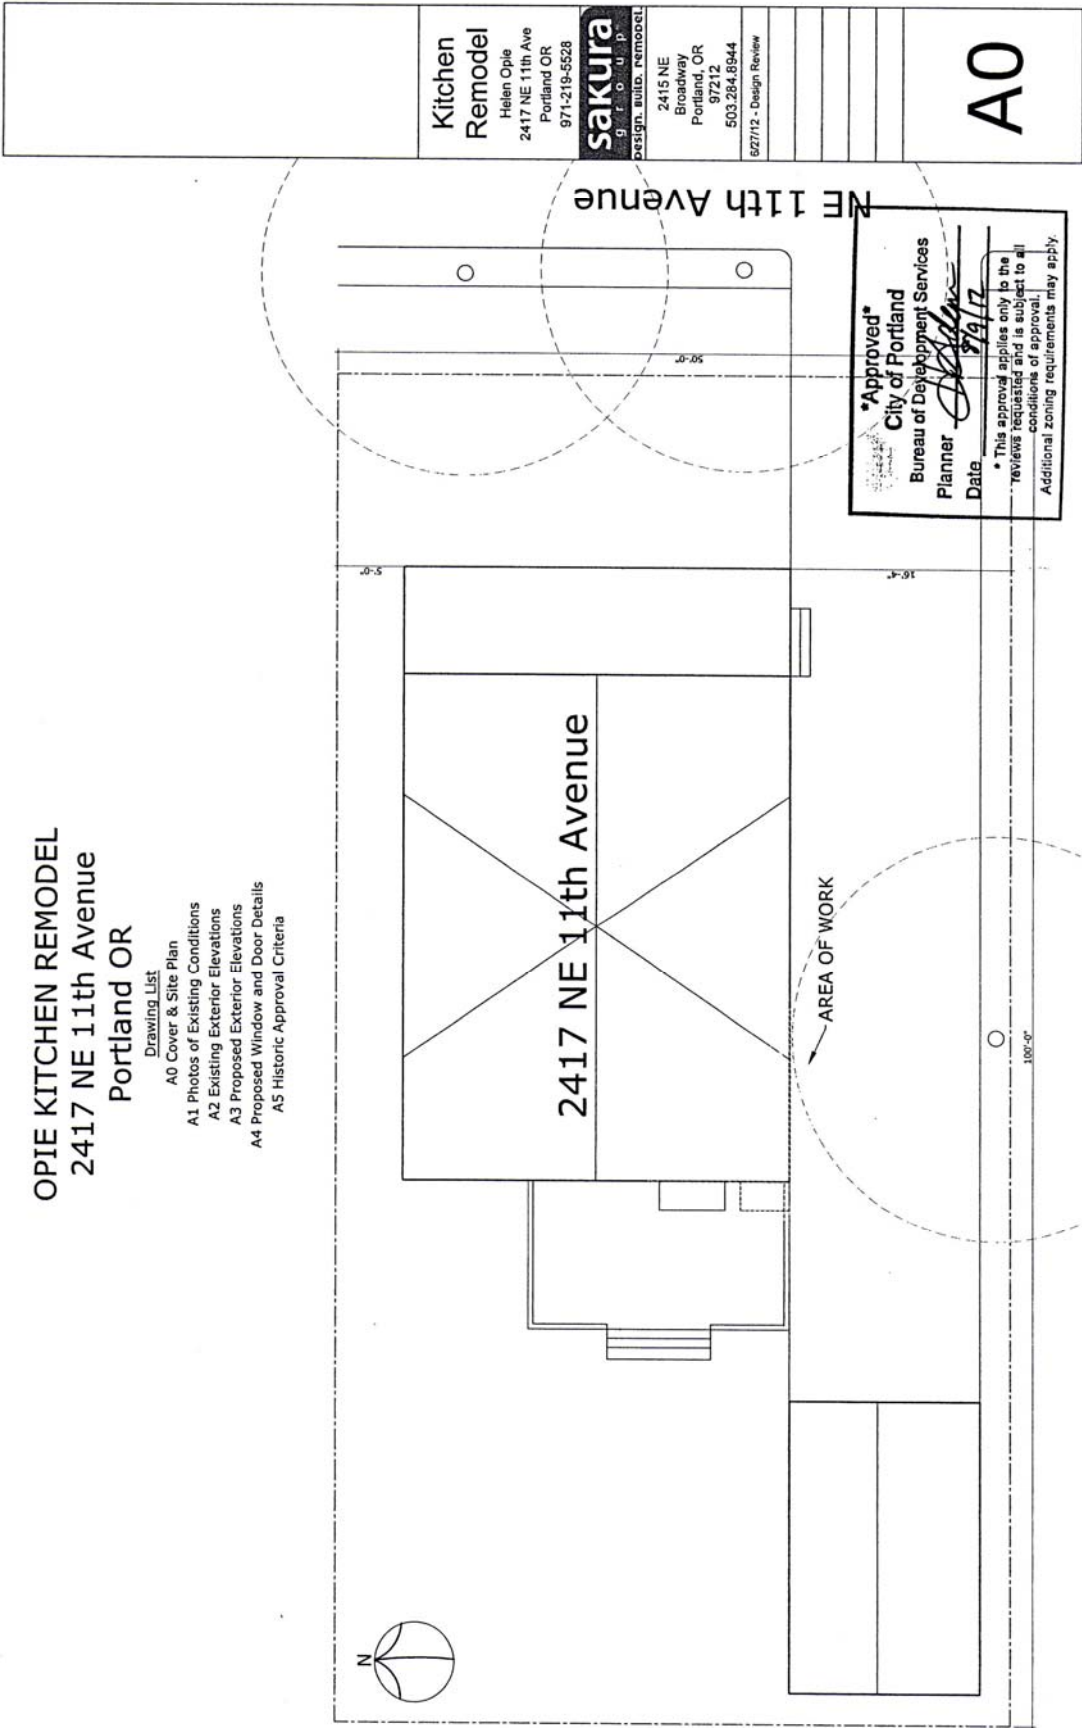 OPIE KITCHEN REMODEL
2417 NE 11th Avenue
Portland OR
Drawing List
A0 Cover & Site Plan
A1 Photos of Existing Conditions
A2 Existing Exterior Elevations
A3 Proposed Exterior Elevations
A4 Proposed Window and Door Details
A5 Historic Approval Criteria
N
5'-0"
50'-0"
16'-4"
100'-0"
2417 NE 11th Avenue
AREA OF WORK
NE 11th Avenue
*Approved*
City of Portland
Bureau of Development Services
Planner
Date 8/9/12
* This approval applies only to the
reviews requested and is subject to all
conditions of approval.
Additional zoning requirements may apply.
Kitchen
Remodel
Helen Opie
2417 NE 11th Ave
Portland OR
971-219-5528
sakura
group
Design. Build. Remodel.
2415 NE
Broadway
Portland, OR
97212
503.284.8944
6/27/12 - Design Review
A0